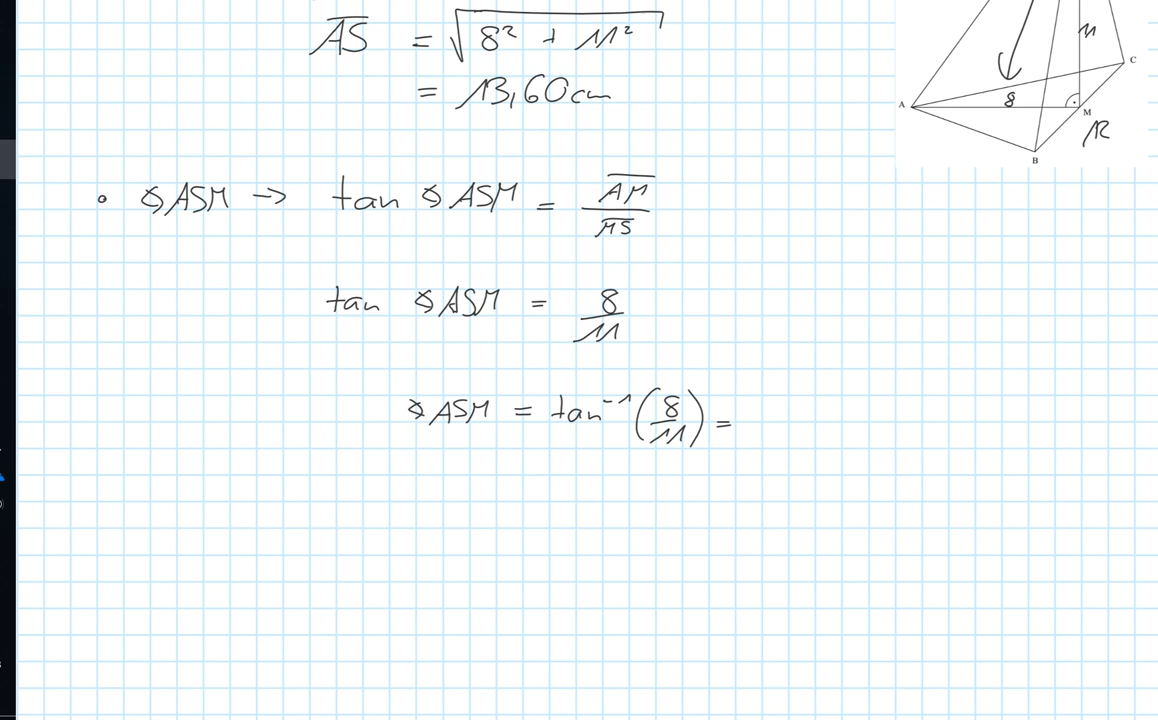 AS = √8² + 11²
= 13,60cm
11
C
A
8
M
12
B
• ∢ASM → tan ∢ASM = AM / MS
tan ∢ASM = 8 / 11
∢ASM = tan⁻¹(8/11) =